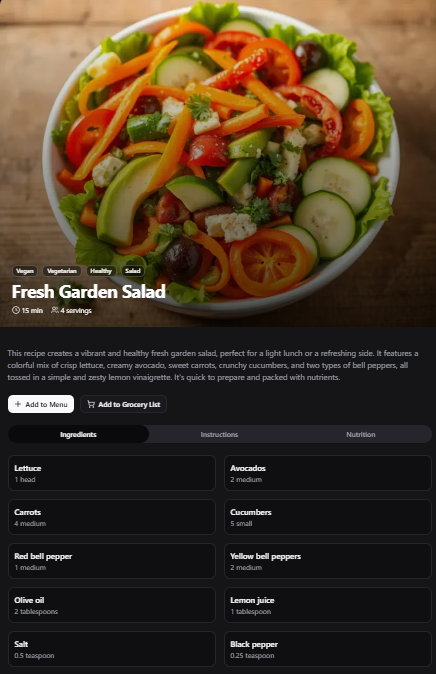 Vegan Vegetarian Healthy Salad
Fresh Garden Salad
15 min 4 servings
This recipe creates a vibrant and healthy fresh garden salad, perfect for a light lunch or a refreshing side. It features a
colorful mix of crisp lettuce, creamy avocado, sweet carrots, crunchy cucumbers, and two types of bell peppers, all
tossed in a simple and zesty lemon vinaigrette. It's quick to prepare and packed with nutrients.
+ Add to Menu Add to Grocery List
Ingredients Instructions Nutrition
Lettuce
1 head
Avocados
2 medium
Carrots
4 medium
Cucumbers
5 small
Red bell pepper
1 medium
Yellow bell peppers
2 medium
Olive oil
2 tablespoons
Lemon juice
1 tablespoon
Salt
0.5 teaspoon
Black pepper
0.25 teaspoon